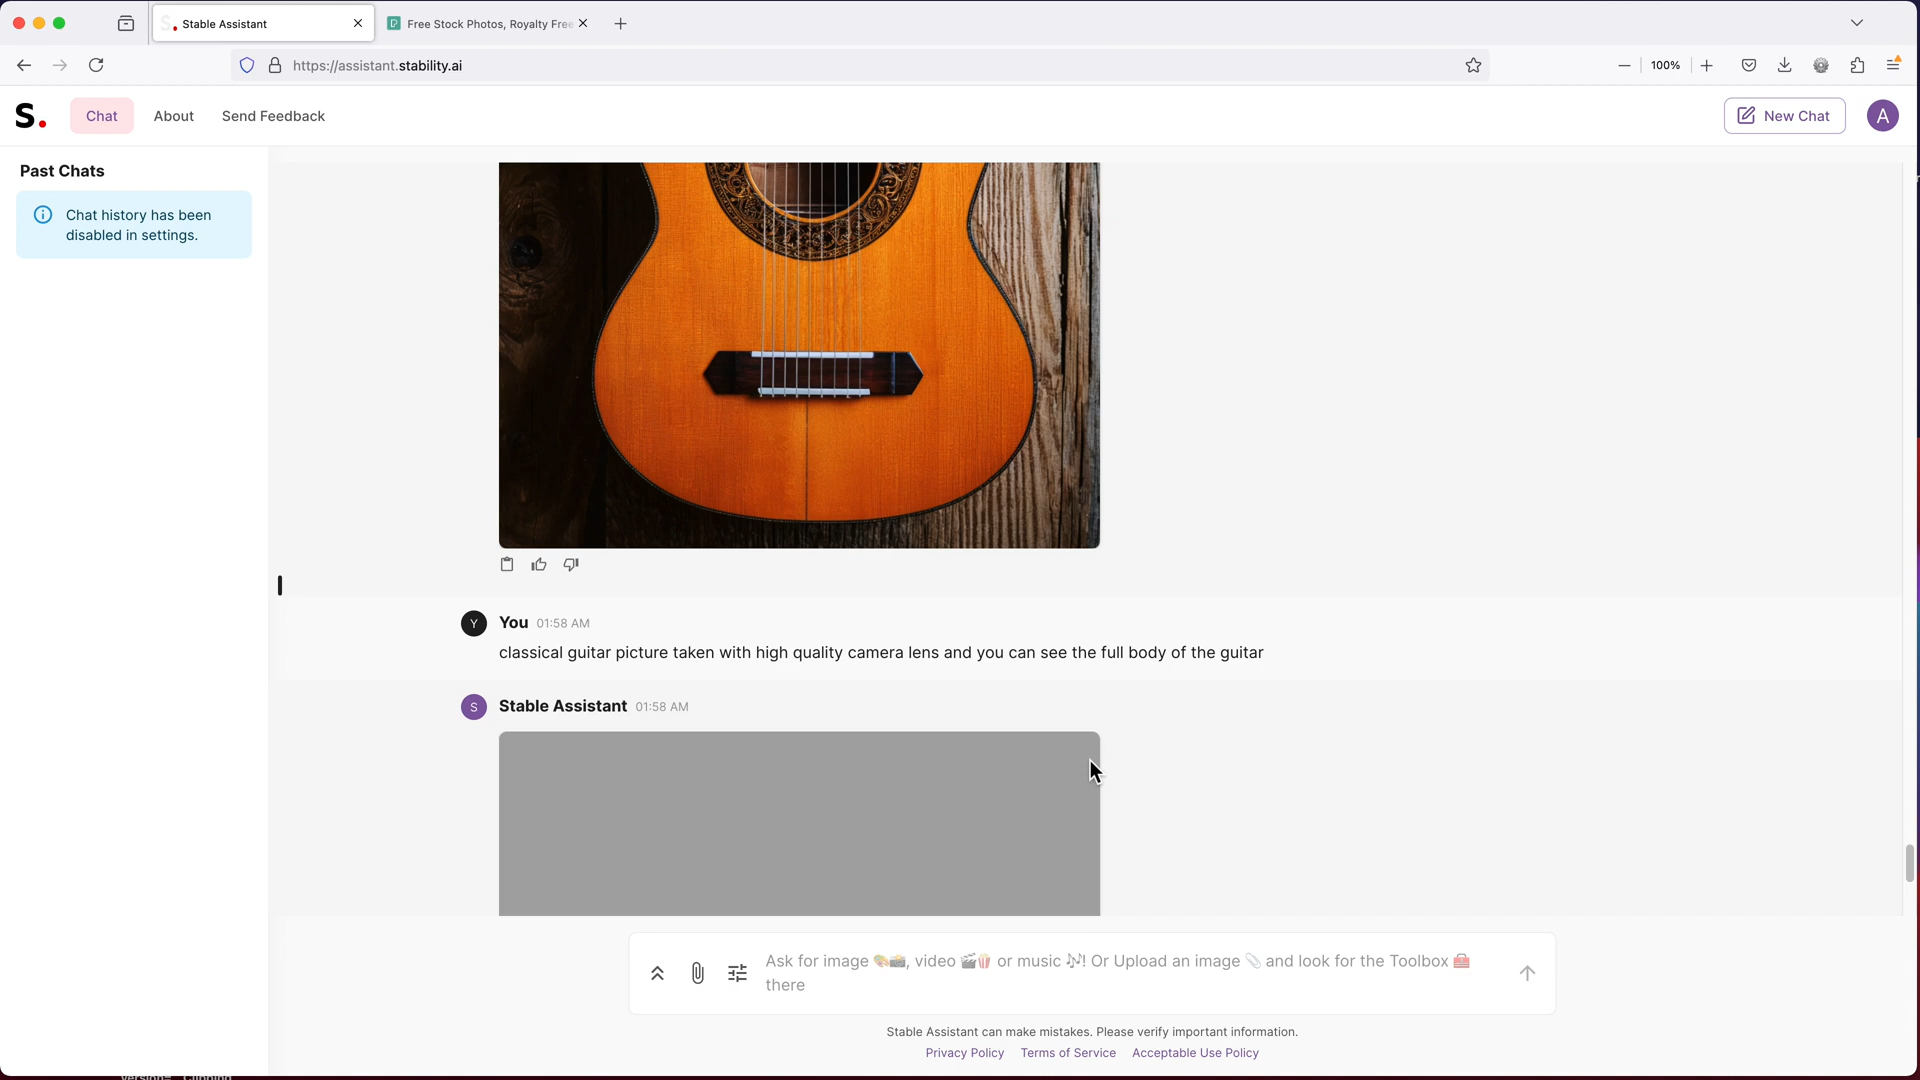 Stable Assistant
Free Stock Photos, Royalty Free
https://assistant.stability.ai
100%
S.
Chat
About
Send Feedback
New Chat
A
Past Chats
Chat history has been
disabled in settings.
Y
You 01:58 AM
classical guitar picture taken with high quality camera lens and you can see the full body of the guitar
S
Stable Assistant 01:58 AM
Ask for image 🎨📸, video 🎬🍿 or music 🎶! Or Upload an image 📎 and look for the Toolbox 🧰
there
Stable Assistant can make mistakes. Please verify important information.
Privacy Policy Terms of Service Acceptable Use Policy